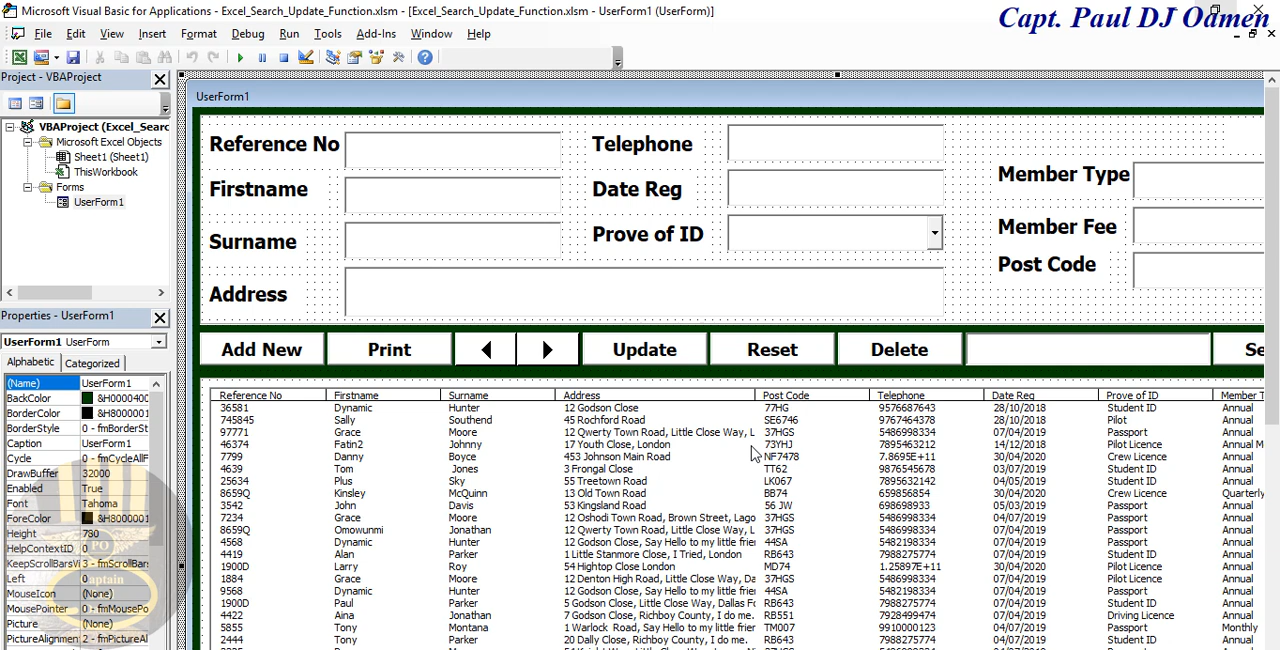 Microsoft Visual Basic for Applications - Excel_Search_Update_Function.xlsm - [Excel_Search_Update_Function.xlsm - UserForm1 (UserForm)]
Capt. Paul DJ Oamen
File Edit View Insert Format Debug Run Tools Add-Ins Window Help
Project - VBAProject
VBAProject (Excel_Searc
Microsoft Excel Objects
Sheet1 (Sheet1)
ThisWorkbook
Forms
UserForm1
Properties - UserForm1
UserForm1 UserForm
Alphabetic Categorized
(Name) UserForm1
BackColor &H000040C
BorderColor &H8000001
BorderStyle 0 - fmBorderSt
Caption UserForm1
Cycle 0 - fmCycleAllF
DrawBuffer 32000
Enabled True
Font Tahoma
ForeColor &H8000001
Height 780
HelpContextID 0
KeepScrollBarsVi 3 - fmScrollBars
Left 0
MouseIcon (None)
MousePointer 0 - fmMousePo
Picture (None)
PictureAlignmen 2 - fmPictureAl
Captain
UserForm1
Reference No Telephone
Member Type
Firstname Date Reg
Member Fee
Surname Prove of ID
Post Code
Address
Add New Print Update Reset Delete Se
Reference No Firstname Surname Address Post Code Telephone Date Reg Prove of ID Member T
36581 Dynamic Hunter 12 Godson Close 77HG 9576687643 28/10/2018 Student ID Annual
745845 Sally Southend 45 Rochford Road SE6746 9767464378 28/10/2018 Pilot Annual
97771 Grace Moore 12 Qwerty Town Road, Little Close Way, L 37HGS 5486998334 07/04/2019 Passport Annual
46374 Fatin2 Johnny 17 Youth Close, London 73YHJ 7895463212 14/12/2018 Pilot Licence Annual M
7799 Danny Boyce 453 Johnson Main Road NF7478 7.8695E+11 30/04/2020 Crew Licence Annual
4639 Tom Jones 3 Frongal Close TT62 9876545678 03/07/2019 Student ID Annual
25634 Plus Sky 55 Treetown Road LK067 7895632142 04/05/2019 Student ID Annual
8659Q Kinsley McQuinn 13 Old Town Road BB74 659856854 30/04/2020 Crew Licence Quarterly
3542 John Davis 53 Kingsland Road 56 JW 698698933 05/03/2019 Passport Annual
7234 Grace Moore 12 Oshodi Town Road, Brown Street, Lago 37HGS 5486998334 07/04/2019 Passport Annual
8659Q Omowunmi Jonathan 12 Qwerty Town Road, Little Close Way, L 37HGS 5486998334 07/04/2019 Passport Annual
4568 Dynamic Hunter 12 Godson Close, Say Hello to my little frien 44SA 5482198334 07/04/2019 Passport Annual
4419 Alan Parker 1 Little Stanmore Close, I Tried, London RB643 7988275774 07/04/2019 Student ID Annual
1900D Larry Roy 54 Hightop Close London MD74 1.25897E+11 30/04/2020 Pilot Licence Annual
1884 Grace Moore 12 Denton High Road, Little Close Way, Da 37HGS 5486998334 07/04/2019 Passport Annual
9568 Dynamic Hunter 12 Godson Close, Say Hello to my little frien 44SA 5482198334 07/04/2019 Passport Annual
1900D Paul Parker 5 Godson Close, Little Close Way, Dallas Fo RB643 7988275774 07/04/2019 Student ID Annual
4422 Aina Jonathan 7 Godson Close, Richboy County, I do me. RB551 7928499474 07/04/2019 Driving Licence Annual
5855 Tony Montana 1 Warlock Road, Say Hello to my little frien TM007 9910000123 04/07/2019 Passport Monthly
2444 Tony Parker 20 Dally Close, Richboy County, I do me. RB643 7988275774 04/07/2019 Student ID Annual